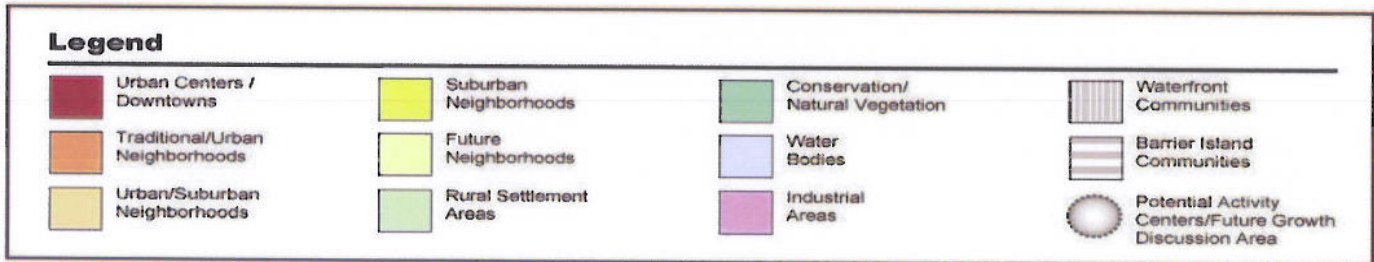 Legend
Urban Centers /
Downtowns
Traditional/Urban
Neighborhoods
Urban/Suburban
Neighborhoods
Suburban
Neighborhoods
Future
Neighborhoods
Rural Settlement
Areas
Conservation/
Natural Vegetation
Water
Bodies
Industrial
Areas
Waterfront
Communities
Barrier Island
Communities
Potential Activity
Centers/Future Growth
Discussion Area